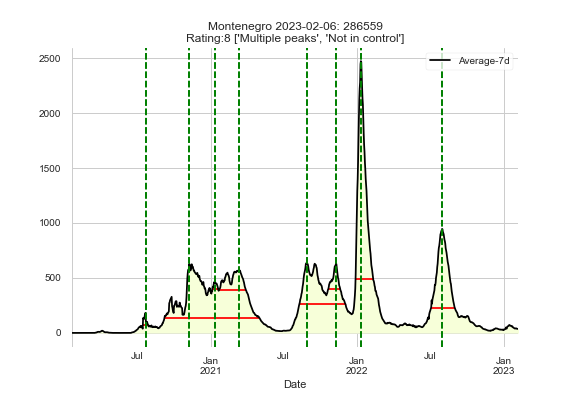 Montenegro 2023-02-06: 286559
Rating:8 ['Multiple peaks', 'Not in control']
Average-7d
2500
2000
1500
1000
500
0
Jul
Jan
2021
Jul
Jan
2022
Jul
Jan
2023
Date